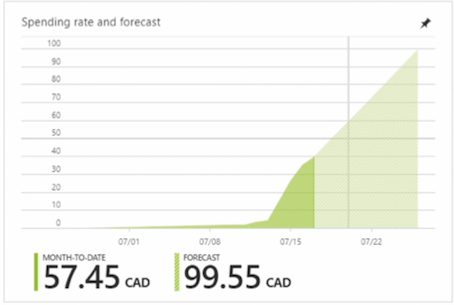 Spending rate and forecast
100
90
80
70
60
50
40
30
20
10
0
07/01 07/08 07/15 07/22
MONTH-TO-DATE FORECAST
57.45 CAD 99.55 CAD